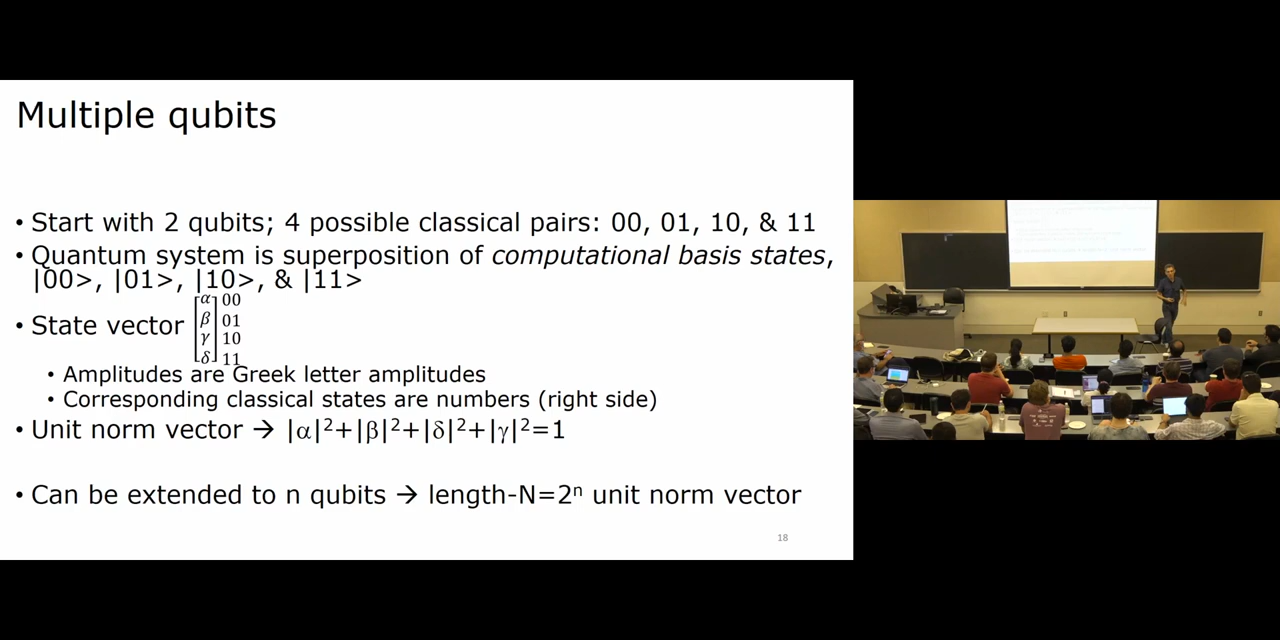 Multiple qubits
• Start with 2 qubits; 4 possible classical pairs: 00, 01, 10, & 11
• Quantum system is superposition of computational basis states,
|00>, |01>, |10>, & |11>
• State vector [α β γ δ] 00 01 10 11
• Amplitudes are Greek letter amplitudes
• Corresponding classical states are numbers (right side)
• Unit norm vector → |α|²+|β|²+|δ|²+|γ|²=1
• Can be extended to n qubits → length-N=2ⁿ unit norm vector
18